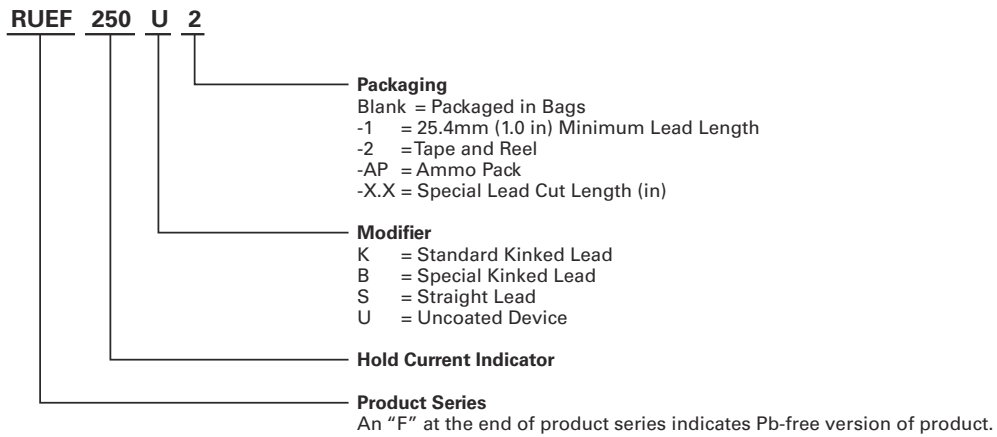 RUEF 250 U 2
Packaging
Blank = Packaged in Bags
-1 = 25.4mm (1.0 in) Minimum Lead Length
-2 =Tape and Reel
-AP = Ammo Pack
-X.X = Special Lead Cut Length (in)
Modifier
K = Standard Kinked Lead
B = Special Kinked Lead
S = Straight Lead
U = Uncoated Device
Hold Current Indicator
Product Series
An “F” at the end of product series indicates Pb-free version of product.